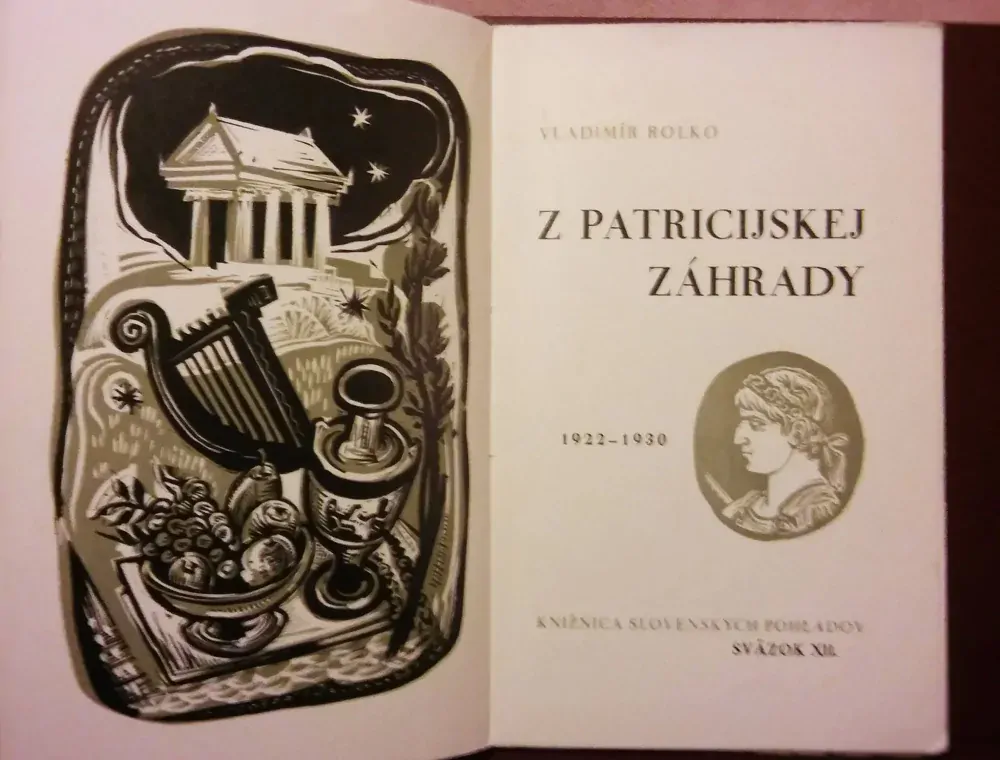 VLADIMÍR ROLKO
Z PATRICIJSKEJ
ZÁHRADY
1922-1930
KNIŽNICA SLOVENSKÝCH POHĽADOV
SVÄZOK XII.